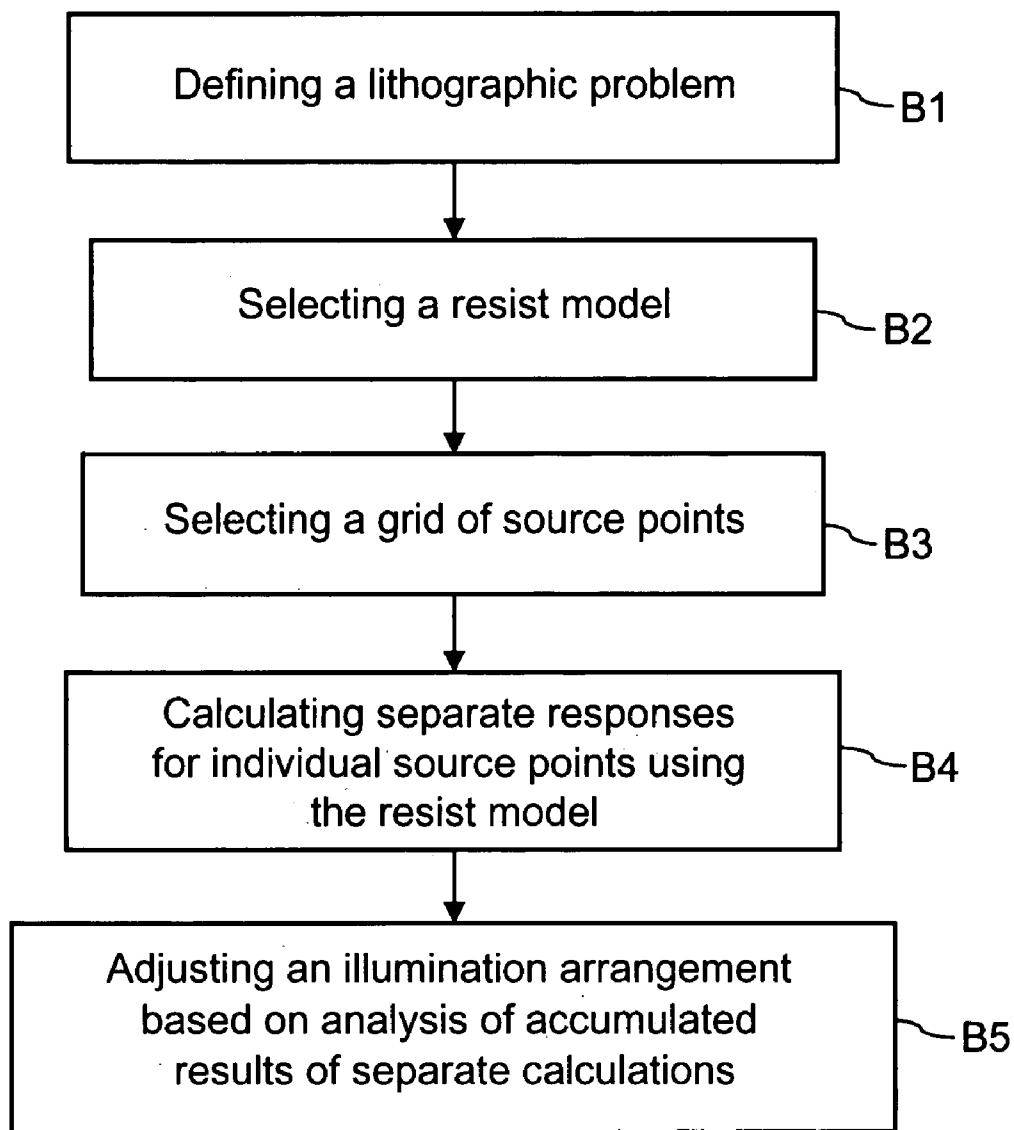 Defining a lithographic problem
B1
Selecting a resist model
B2
Selecting a grid of source points
B3
Calculating separate responses
for individual source points using
the resist model
B4
Adjusting an illumination arrangement
based on analysis of accumulated
results of separate calculations
B5